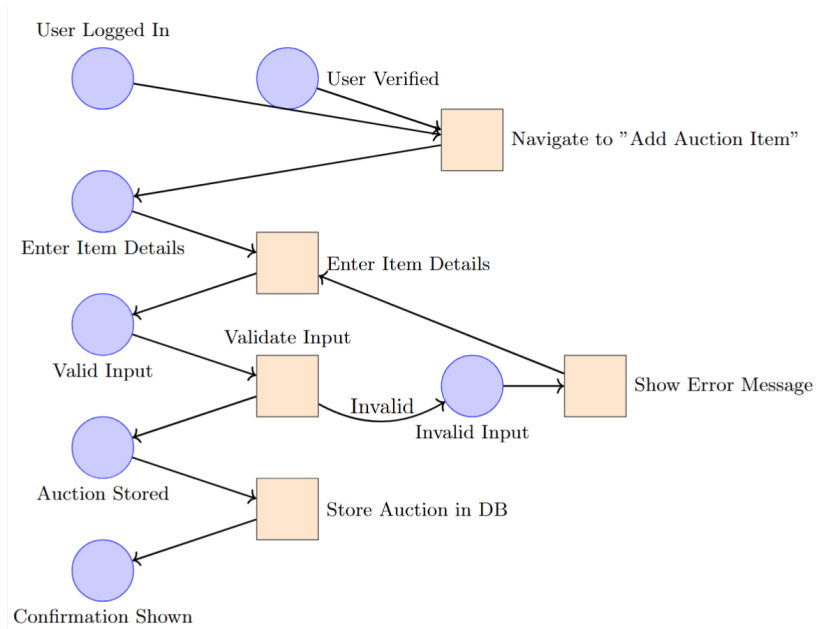 User Logged In
User Verified
Navigate to ”Add Auction Item”
Enter Item Details
Enter Item Details
Validate Input
Valid Input
Invalid
Show Error Message
Invalid Input
Auction Stored
Store Auction in DB
Confirmation Shown